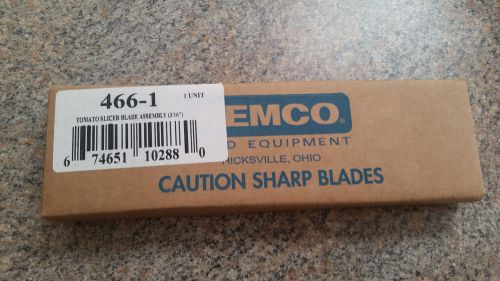 466-1
1 UNIT
TOMATO SLICER BLADE ASSEMBLY (3/16")
6 74651 10288 0
EMCO®
D EQUIPMENT
HICKSVILLE, OHIO
CAUTION SHARP BLADES